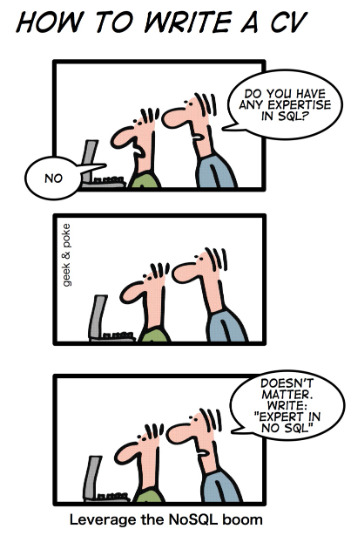 HOW TO WRITE A CV
DO YOU HAVE
ANY EXPERTISE
IN SQL?
NO
geek & poke
DOESN'T
MATTER.
WRITE:
"EXPERT IN
NO SQL"
Leverage the NoSQL boom